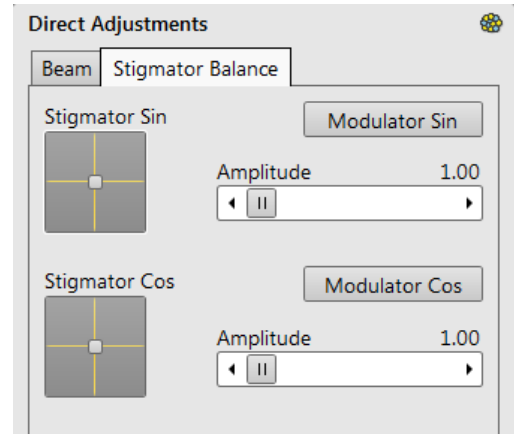 Direct Adjustments
Beam Stigmator Balance
Stigmator Sin Modulator Sin
Amplitude 1.00
Stigmator Cos Modulator Cos
Amplitude 1.00